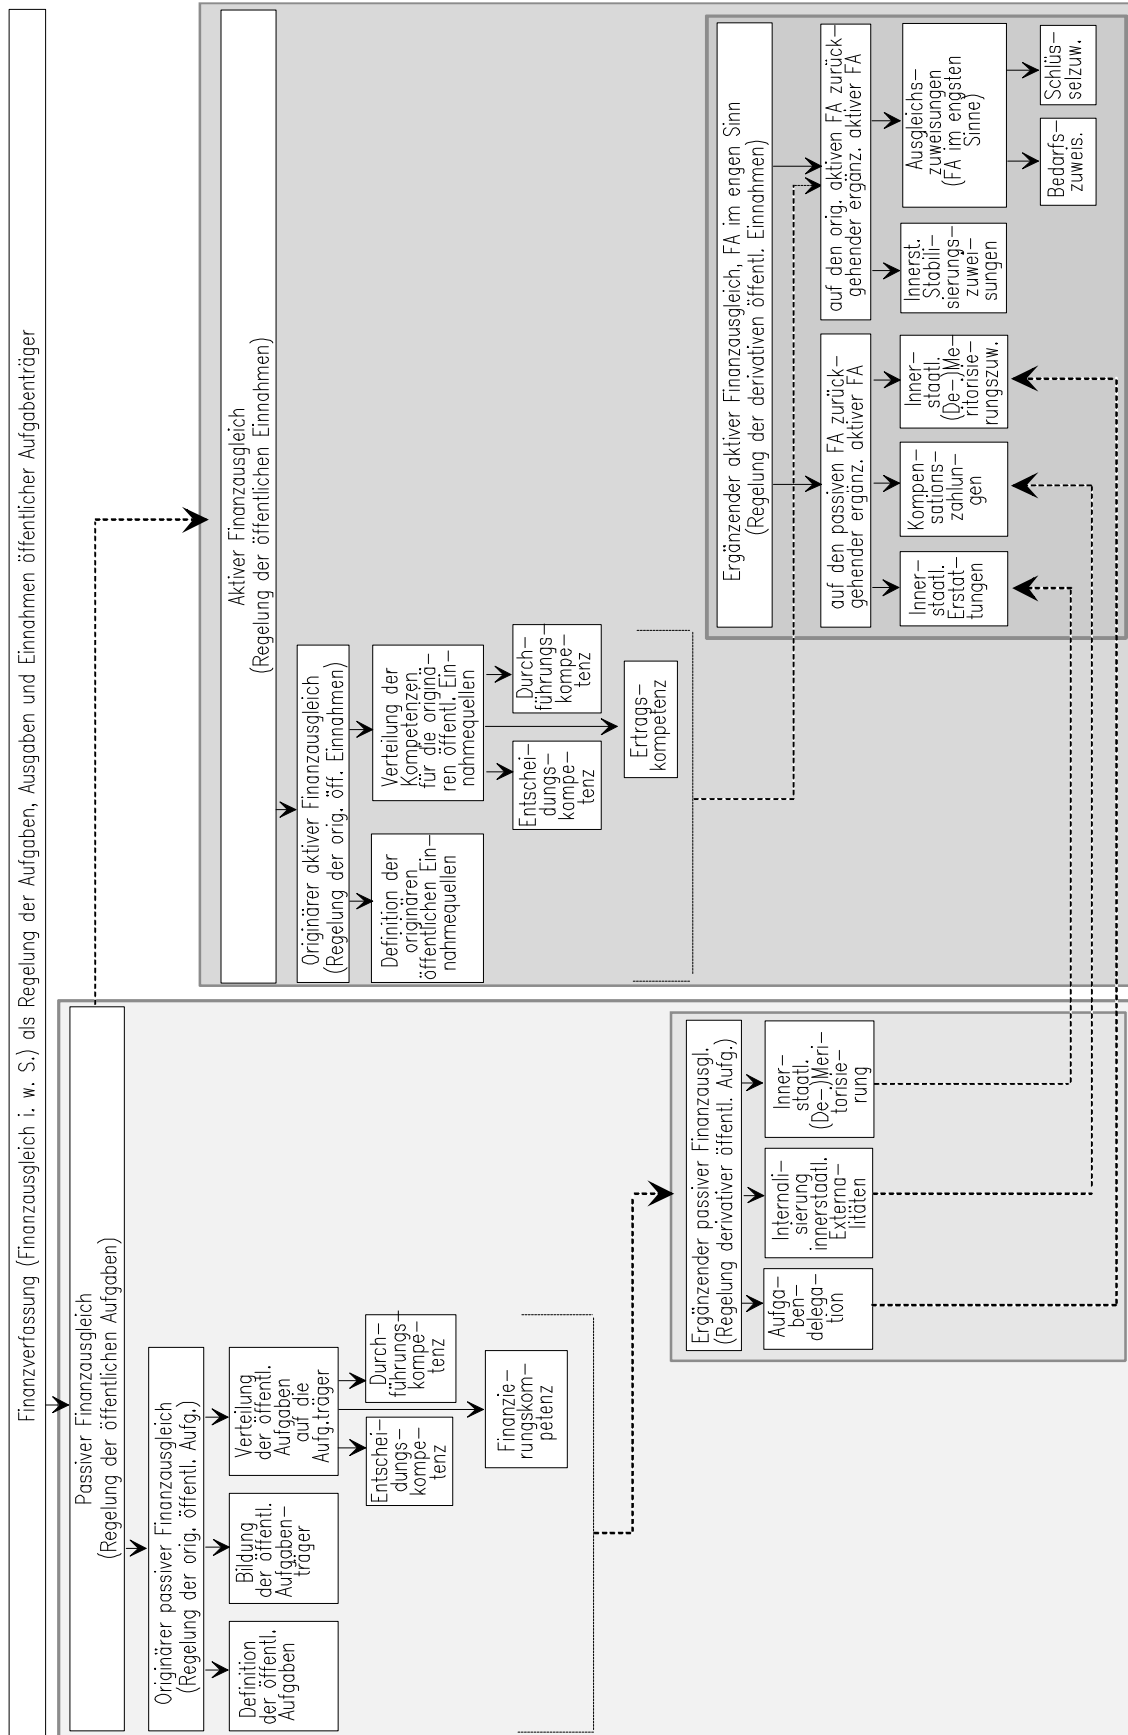 Finanzverfassung (Finanzausgleich i. w. S.) als Regelung der Aufgaben, Ausgaben und Einnahmen öffentlicher Aufgabenträger
Passiver Finanzausgleich
(Regelung der öffentlichen Aufgaben)
Originärer passiver Finanzausgleich
(Regelung der orig. öffentl. Aufg.)
Definition
der öffentl.
Aufgaben
Bildung
der öffentl.
Aufgaben–
träger
Verteilung
der öffentl.
Aufgaben
auf die
Aufg.träger
Entschei–
dungs–
kompe–
tenz
Durch–
führungs–
kompe–
tenz
Finanzie–
rungskom–
petenz
Ergänzender passiver Finanzausgl.
(Regelung derivativer öffentl. Aufg.)
Aufga–
ben–
delega–
tion
Internali–
sierung
innerstaatl.
Externa–
litäten
Inner–
staatl.
(De–)Meri–
torisie–
rung
Aktiver Finanzausgleich
(Regelung der öffentlichen Einnahmen)
Originärer aktiver Finanzausgleich
(Regelung der orig. öff. Einnahmen)
Definition der
originären
öffentlichen Ein–
nahmequellen
Verteilung der
Kompetenzen
für die originä–
ren öffentl. Ein–
nahmequellen
Entschei–
dungs–
kompe–
tenz
Durch–
führungs–
kompe–
tenz
Ertrags–
kompetenz
Ergänzender aktiver Finanzausgleich, FA im engen Sinn
(Regelung der derivativen öffentl. Einnahmen)
auf den passiven FA zurück–
gehender ergänz. aktiver FA
Inner–
staatl.
Erstat–
tungen
Kompen–
sations–
zahlun–
gen
Inner–
staatl.
(De–.)Me–
ritorisie–
rungszuw.
auf den orig. aktiven FA zurück–
gehender ergänz. aktiver FA
Innerst.
Stabili–
sierungs–
zuwei–
sungen
Ausgleichs–
zuweisungen
(FA im engsten
Sinne)
Bedarfs–
zuweis.
Schlüs–
selzuw.